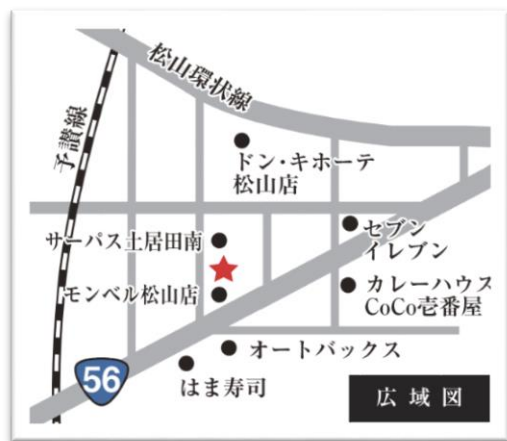 松山環状線
予讃線
ドン・キホーテ
松山店
サーパス土居田南
セブン
イレブン
モンベル松山店
カレーハウス
CoCo壱番屋
オートバックス
はま寿司
56
広域図